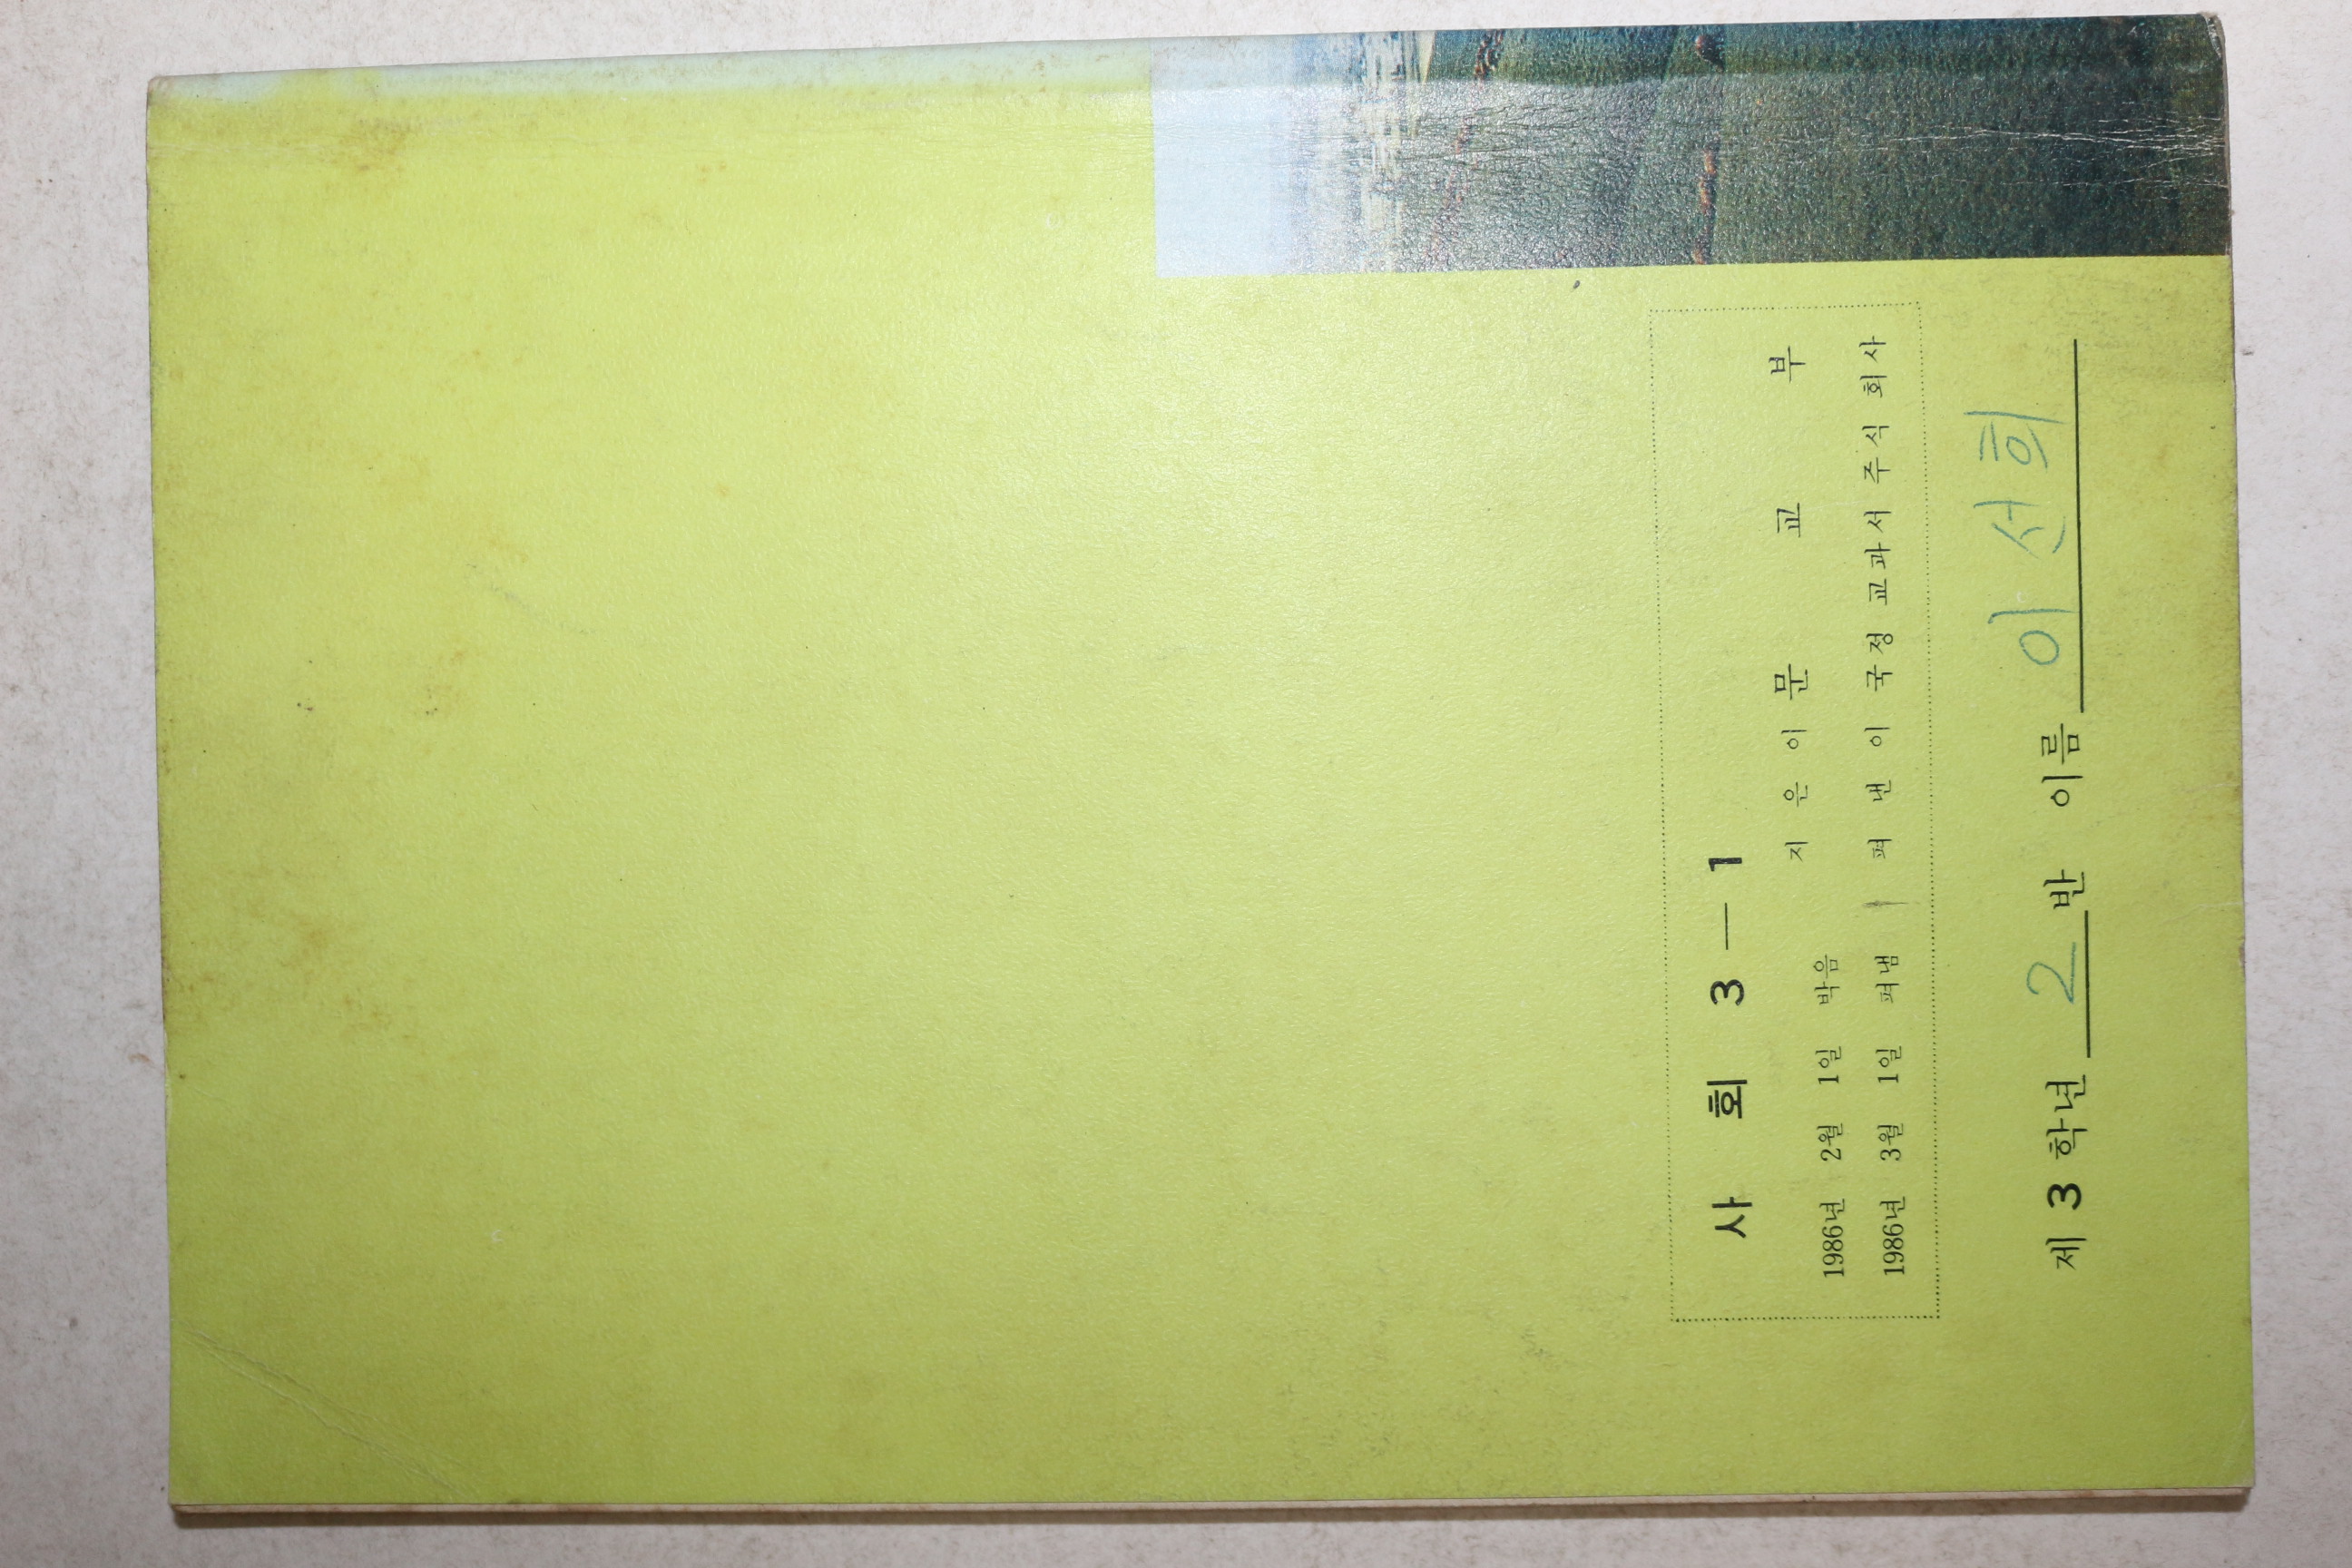 사 회 3-1
지 은 이 문 교 부
1986년 2월 1일 박음
1986년 3월 1일 펴냄
펴 낸 이 국 정 교 과 서 주 식 회 사
제 3 학년 2 반 이름 이선희